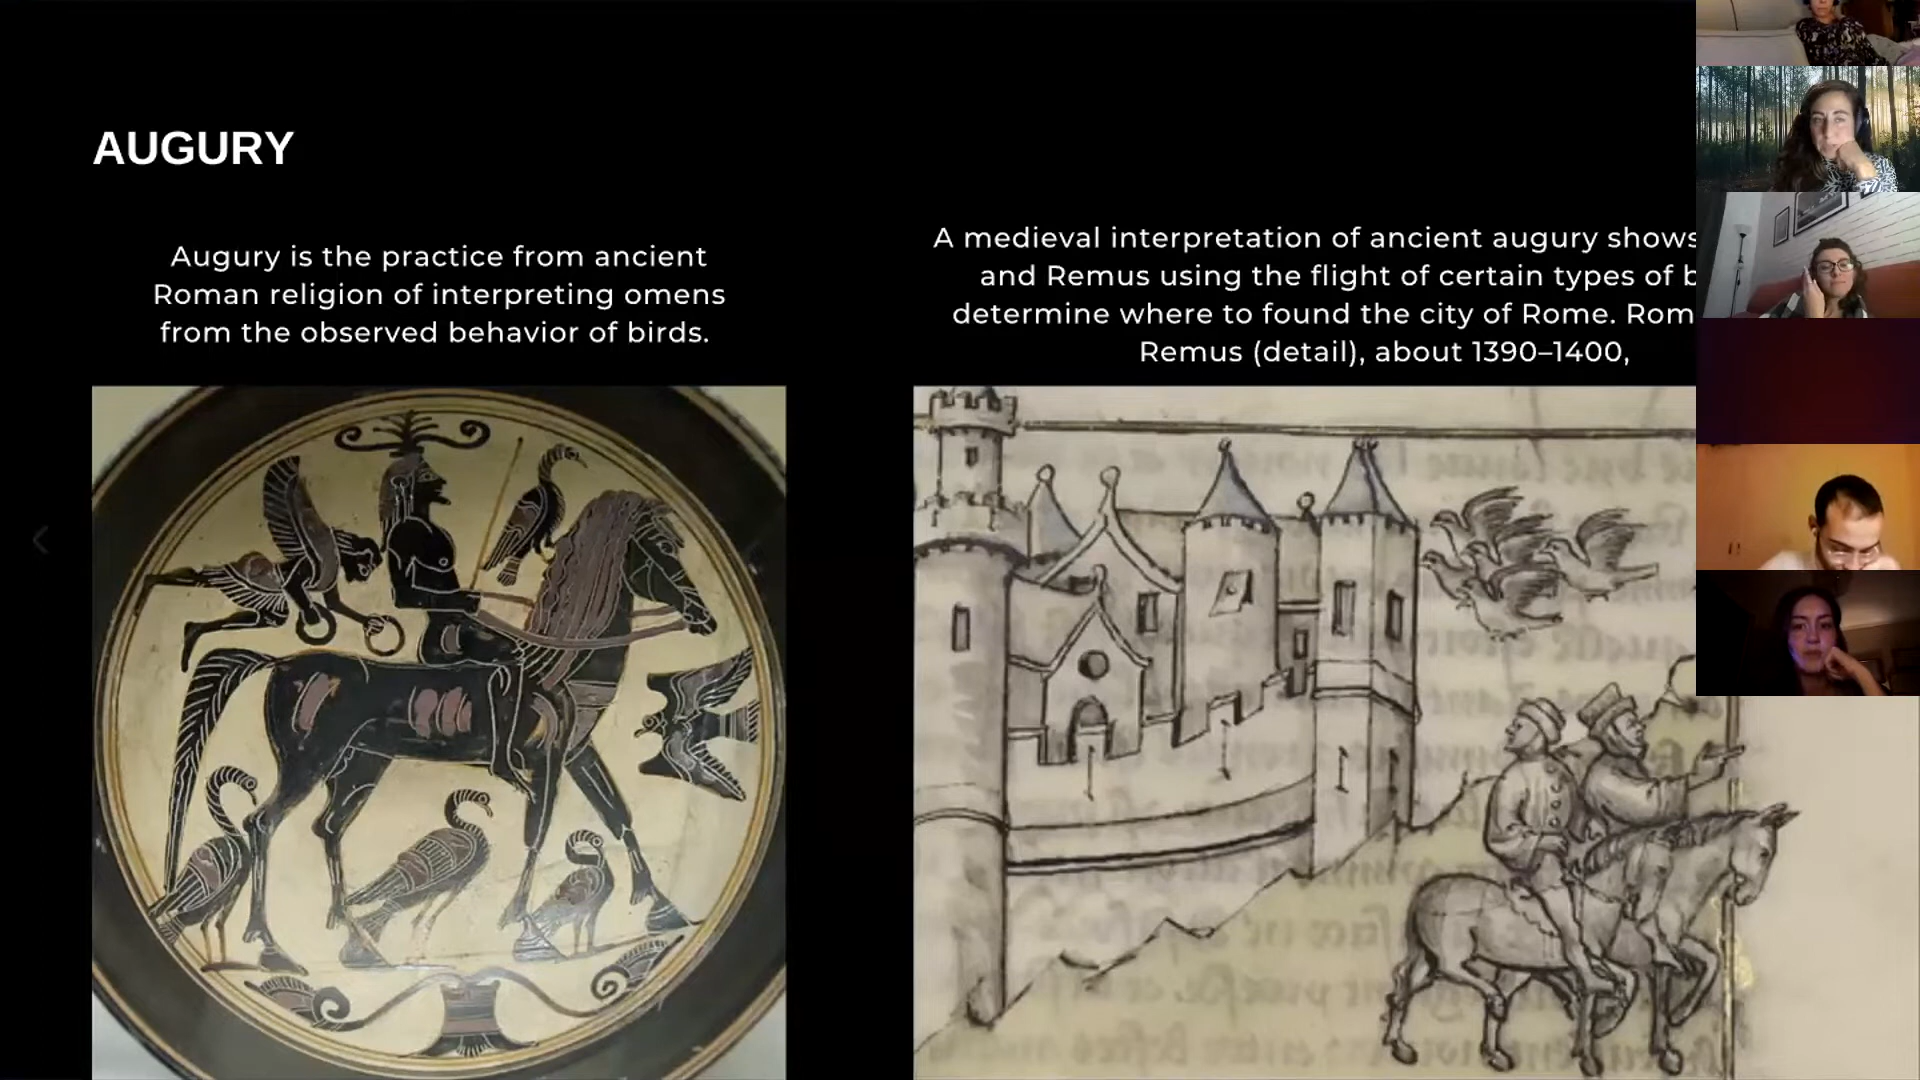 AUGURY
Augury is the practice from ancient
Roman religion of interpreting omens
from the observed behavior of birds.
A medieval interpretation of ancient augury shows
and Remus using the flight of certain types of b
determine where to found the city of Rome. Rom
Remus (detail), about 1390–1400,